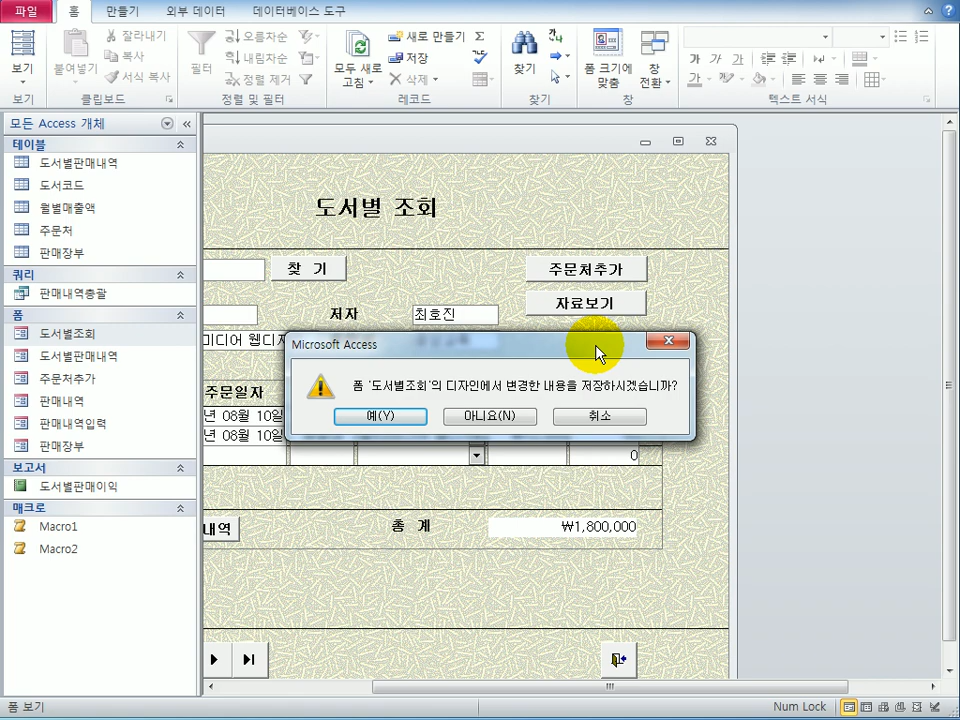 파일 홈 만들기 외부 데이터 데이터베이스 도구
보기 붙여넣기 잘라내기 복사 서식 복사
필터 오름차순 내림차순 정렬 제거
모두 새로 고침 새로 만들기 저장 삭제
찾기 폼 크기에 맞춤 창 전환
가 가 가
가
보기 클립보드 정렬 및 필터 레코드 찾기 창 텍스트 서식
모든 Access 개체
테이블
도서별판매내역
도서코드
월별매출액
주문처
판매장부
쿼리
판매내역총괄
폼
도서별조회
도서별판매내역
주문처추가
판매내역
판매내역입력
판매장부
보고서
도서별판매이익
매크로
Macro1
Macro2
도서별 조회
찾 기 주문처추가
자료보기
저자 최호진
미디어 웹디자
주문일자
년 08월 10일
년 08월 10일
0
내역 총 계 ₩1,800,000
Microsoft Access
폼 '도서별조회'의 디자인에서 변경한 내용을 저장하시겠습니까?
예(Y) 아니요(N) 취소
폼 보기 Num Lock